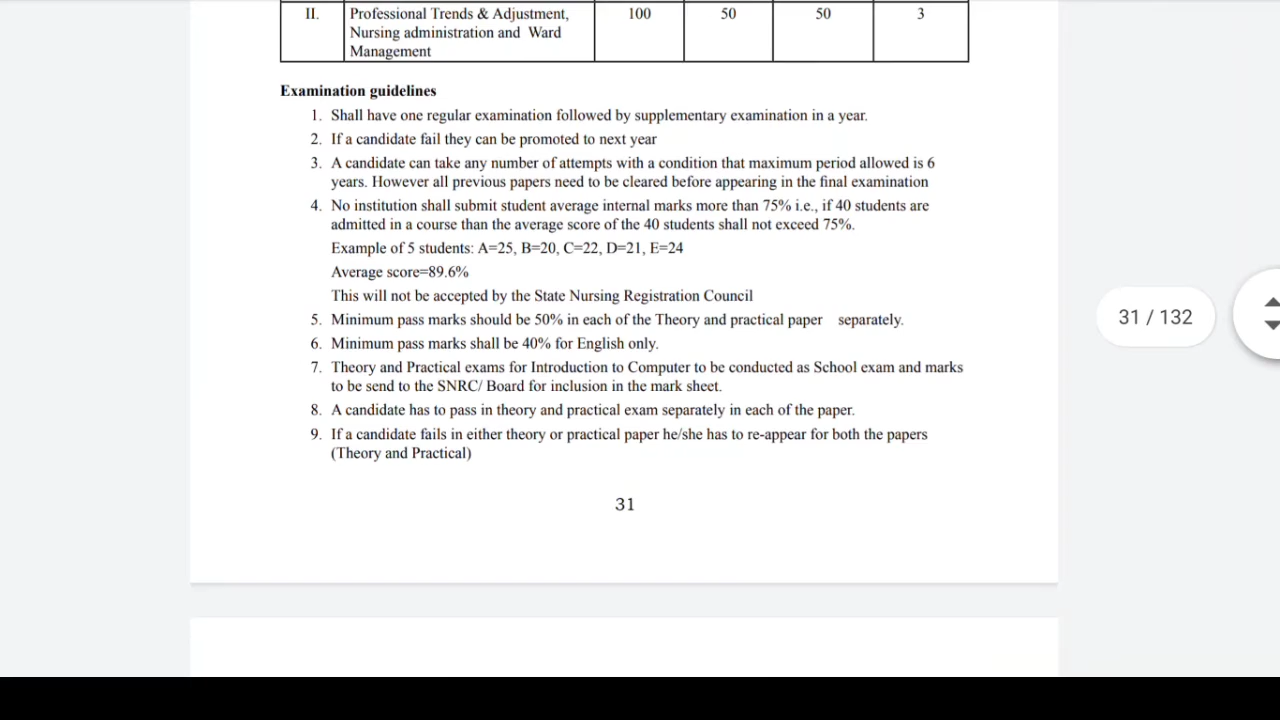 II. Professional Trends & Adjustment, 100 50 50 3
Nursing administration and Ward
Management
Examination guidelines
1. Shall have one regular examination followed by supplementary examination in a year.
2. If a candidate fail they can be promoted to next year
3. A candidate can take any number of attempts with a condition that maximum period allowed is 6
years. However all previous papers need to be cleared before appearing in the final examination
4. No institution shall submit student average internal marks more than 75% i.e., if 40 students are
admitted in a course than the average score of the 40 students shall not exceed 75%.
Example of 5 students: A=25, B=20, C=22, D=21, E=24
Average score=89.6%
This will not be accepted by the State Nursing Registration Council
5. Minimum pass marks should be 50% in each of the Theory and practical paper separately.
6. Minimum pass marks shall be 40% for English only.
7. Theory and Practical exams for Introduction to Computer to be conducted as School exam and marks
to be send to the SNRC/ Board for inclusion in the mark sheet.
8. A candidate has to pass in theory and practical exam separately in each of the paper.
9. If a candidate fails in either theory or practical paper he/she has to re-appear for both the papers
(Theory and Practical)
31
31 / 132